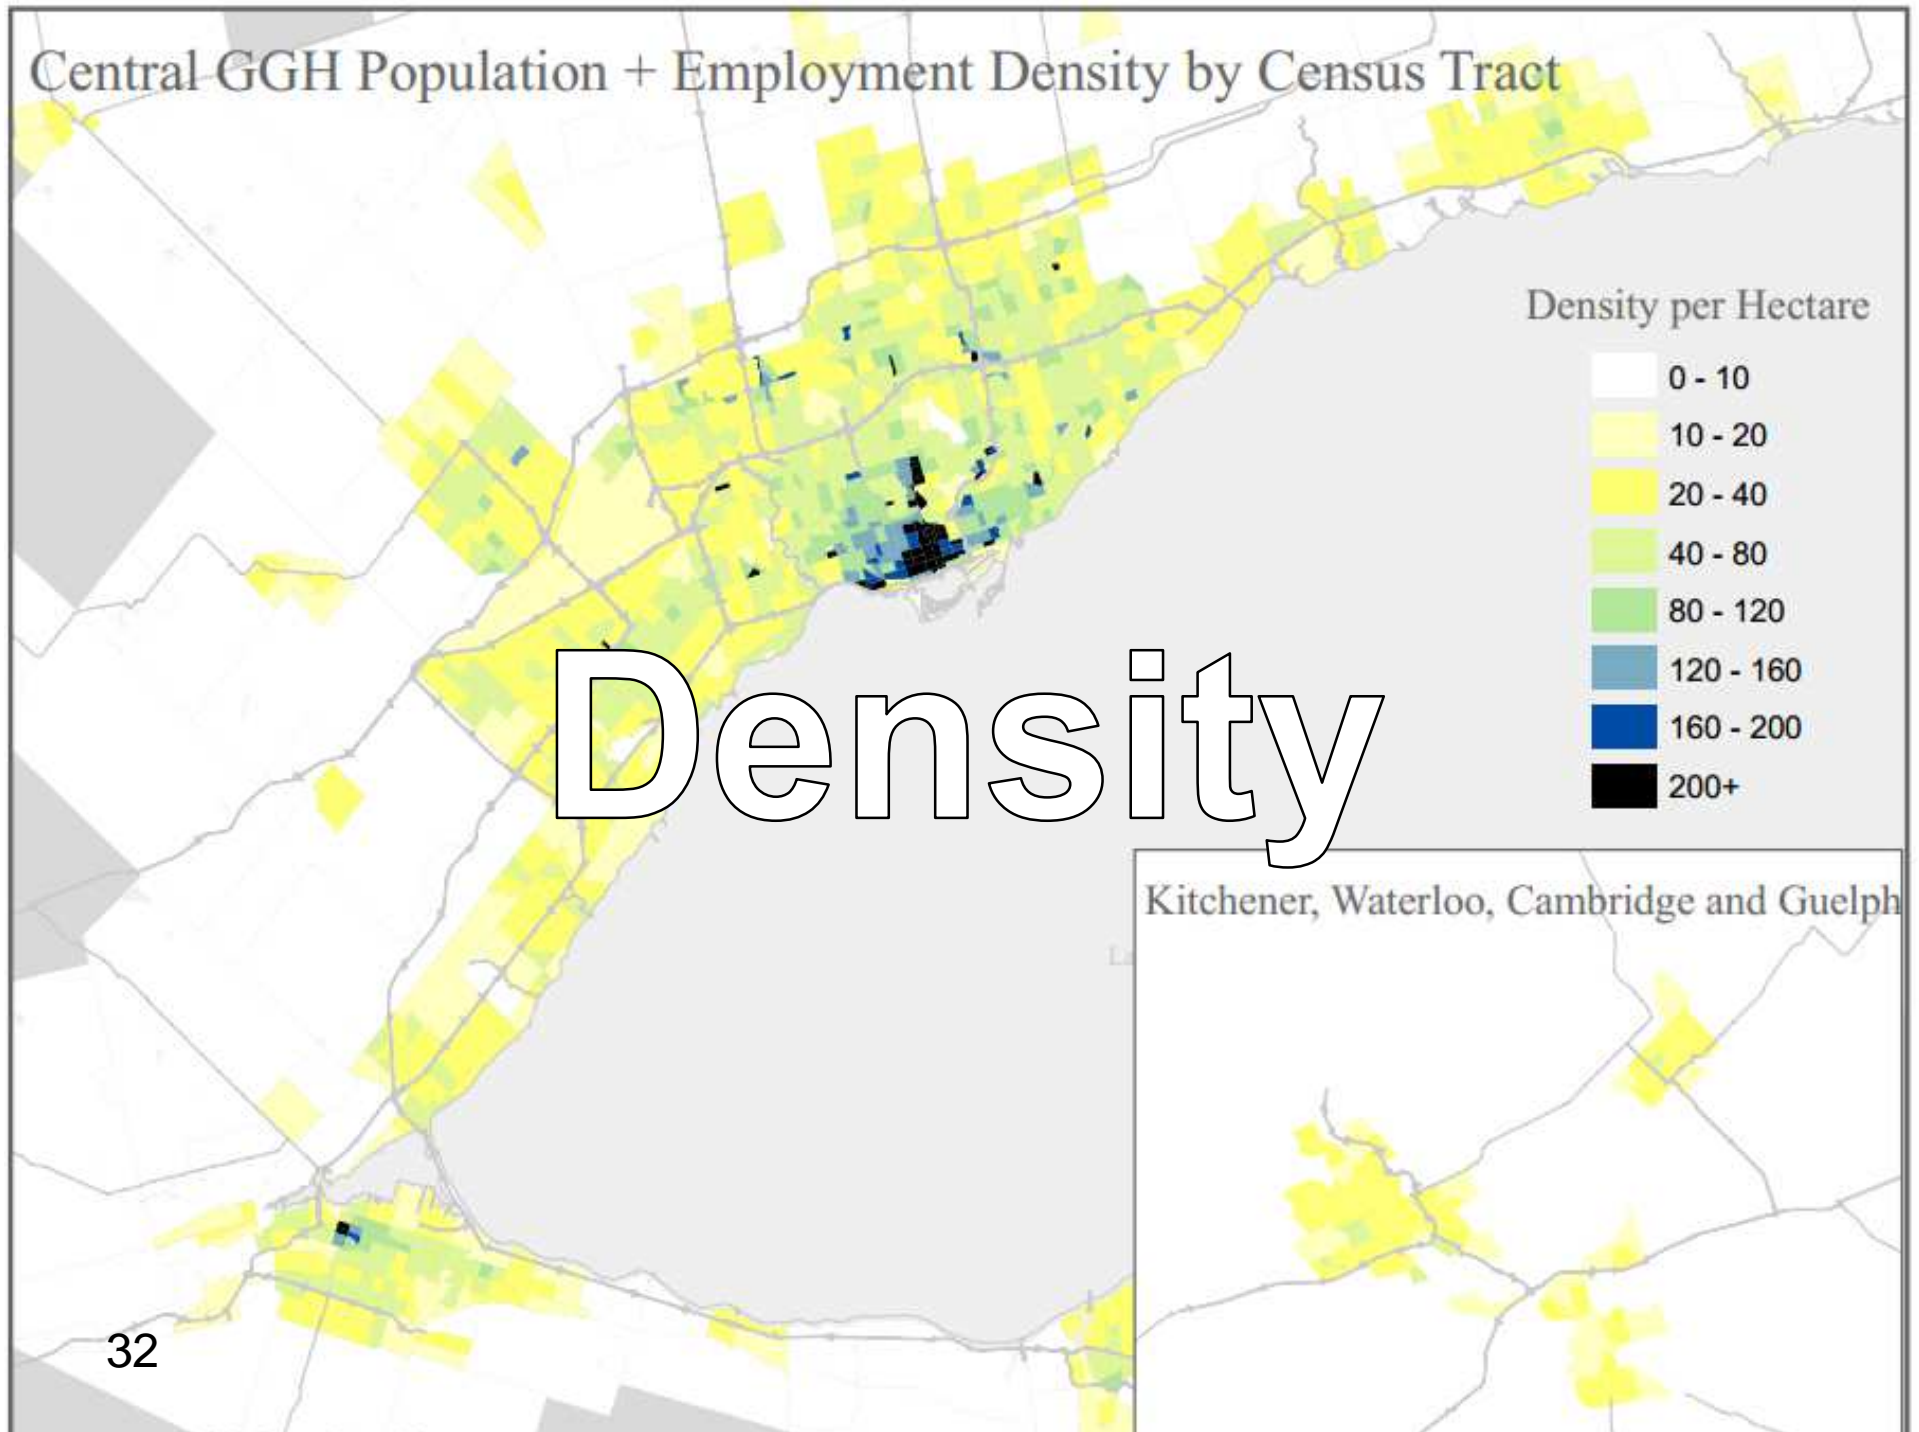 Central GGH Population + Employment Density by Census Tract
Density per Hectare
0 - 10
10 - 20
20 - 40
40 - 80
80 - 120
120 - 160
160 - 200
200+
Density
Kitchener, Waterloo, Cambridge and Guelph
La
32